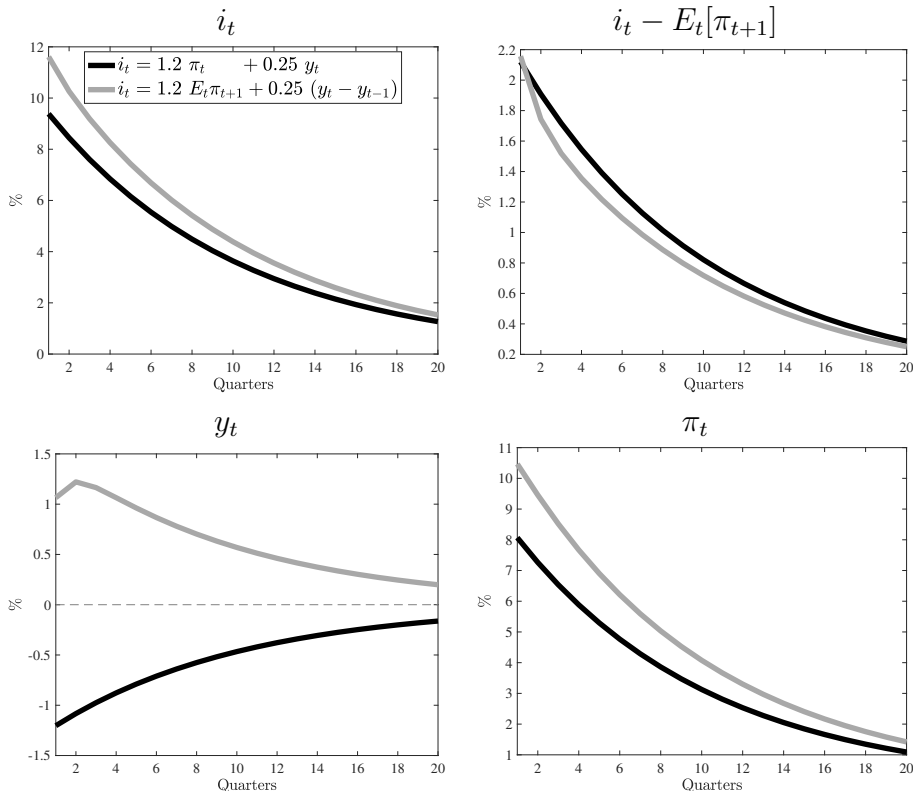 i_t
12
10
8
6
4
2
0
%
i_t = 1.2 π_t + 0.25 y_t
i_t = 1.2 E_tπ_{t+1} + 0.25 (y_t − y_{t−1})
2 4 6 8 10 12 14 16 18 20
Quarters
i_t − E_t[π_{t+1}]
2.2
2
1.8
1.6
1.4
1.2
1
0.8
0.6
0.4
0.2
%
2 4 6 8 10 12 14 16 18 20
Quarters
y_t
1.5
1
0.5
0
-0.5
-1
-1.5
%
2 4 6 8 10 12 14 16 18 20
Quarters
π_t
11
10
9
8
7
6
5
4
3
2
1
%
2 4 6 8 10 12 14 16 18 20
Quarters